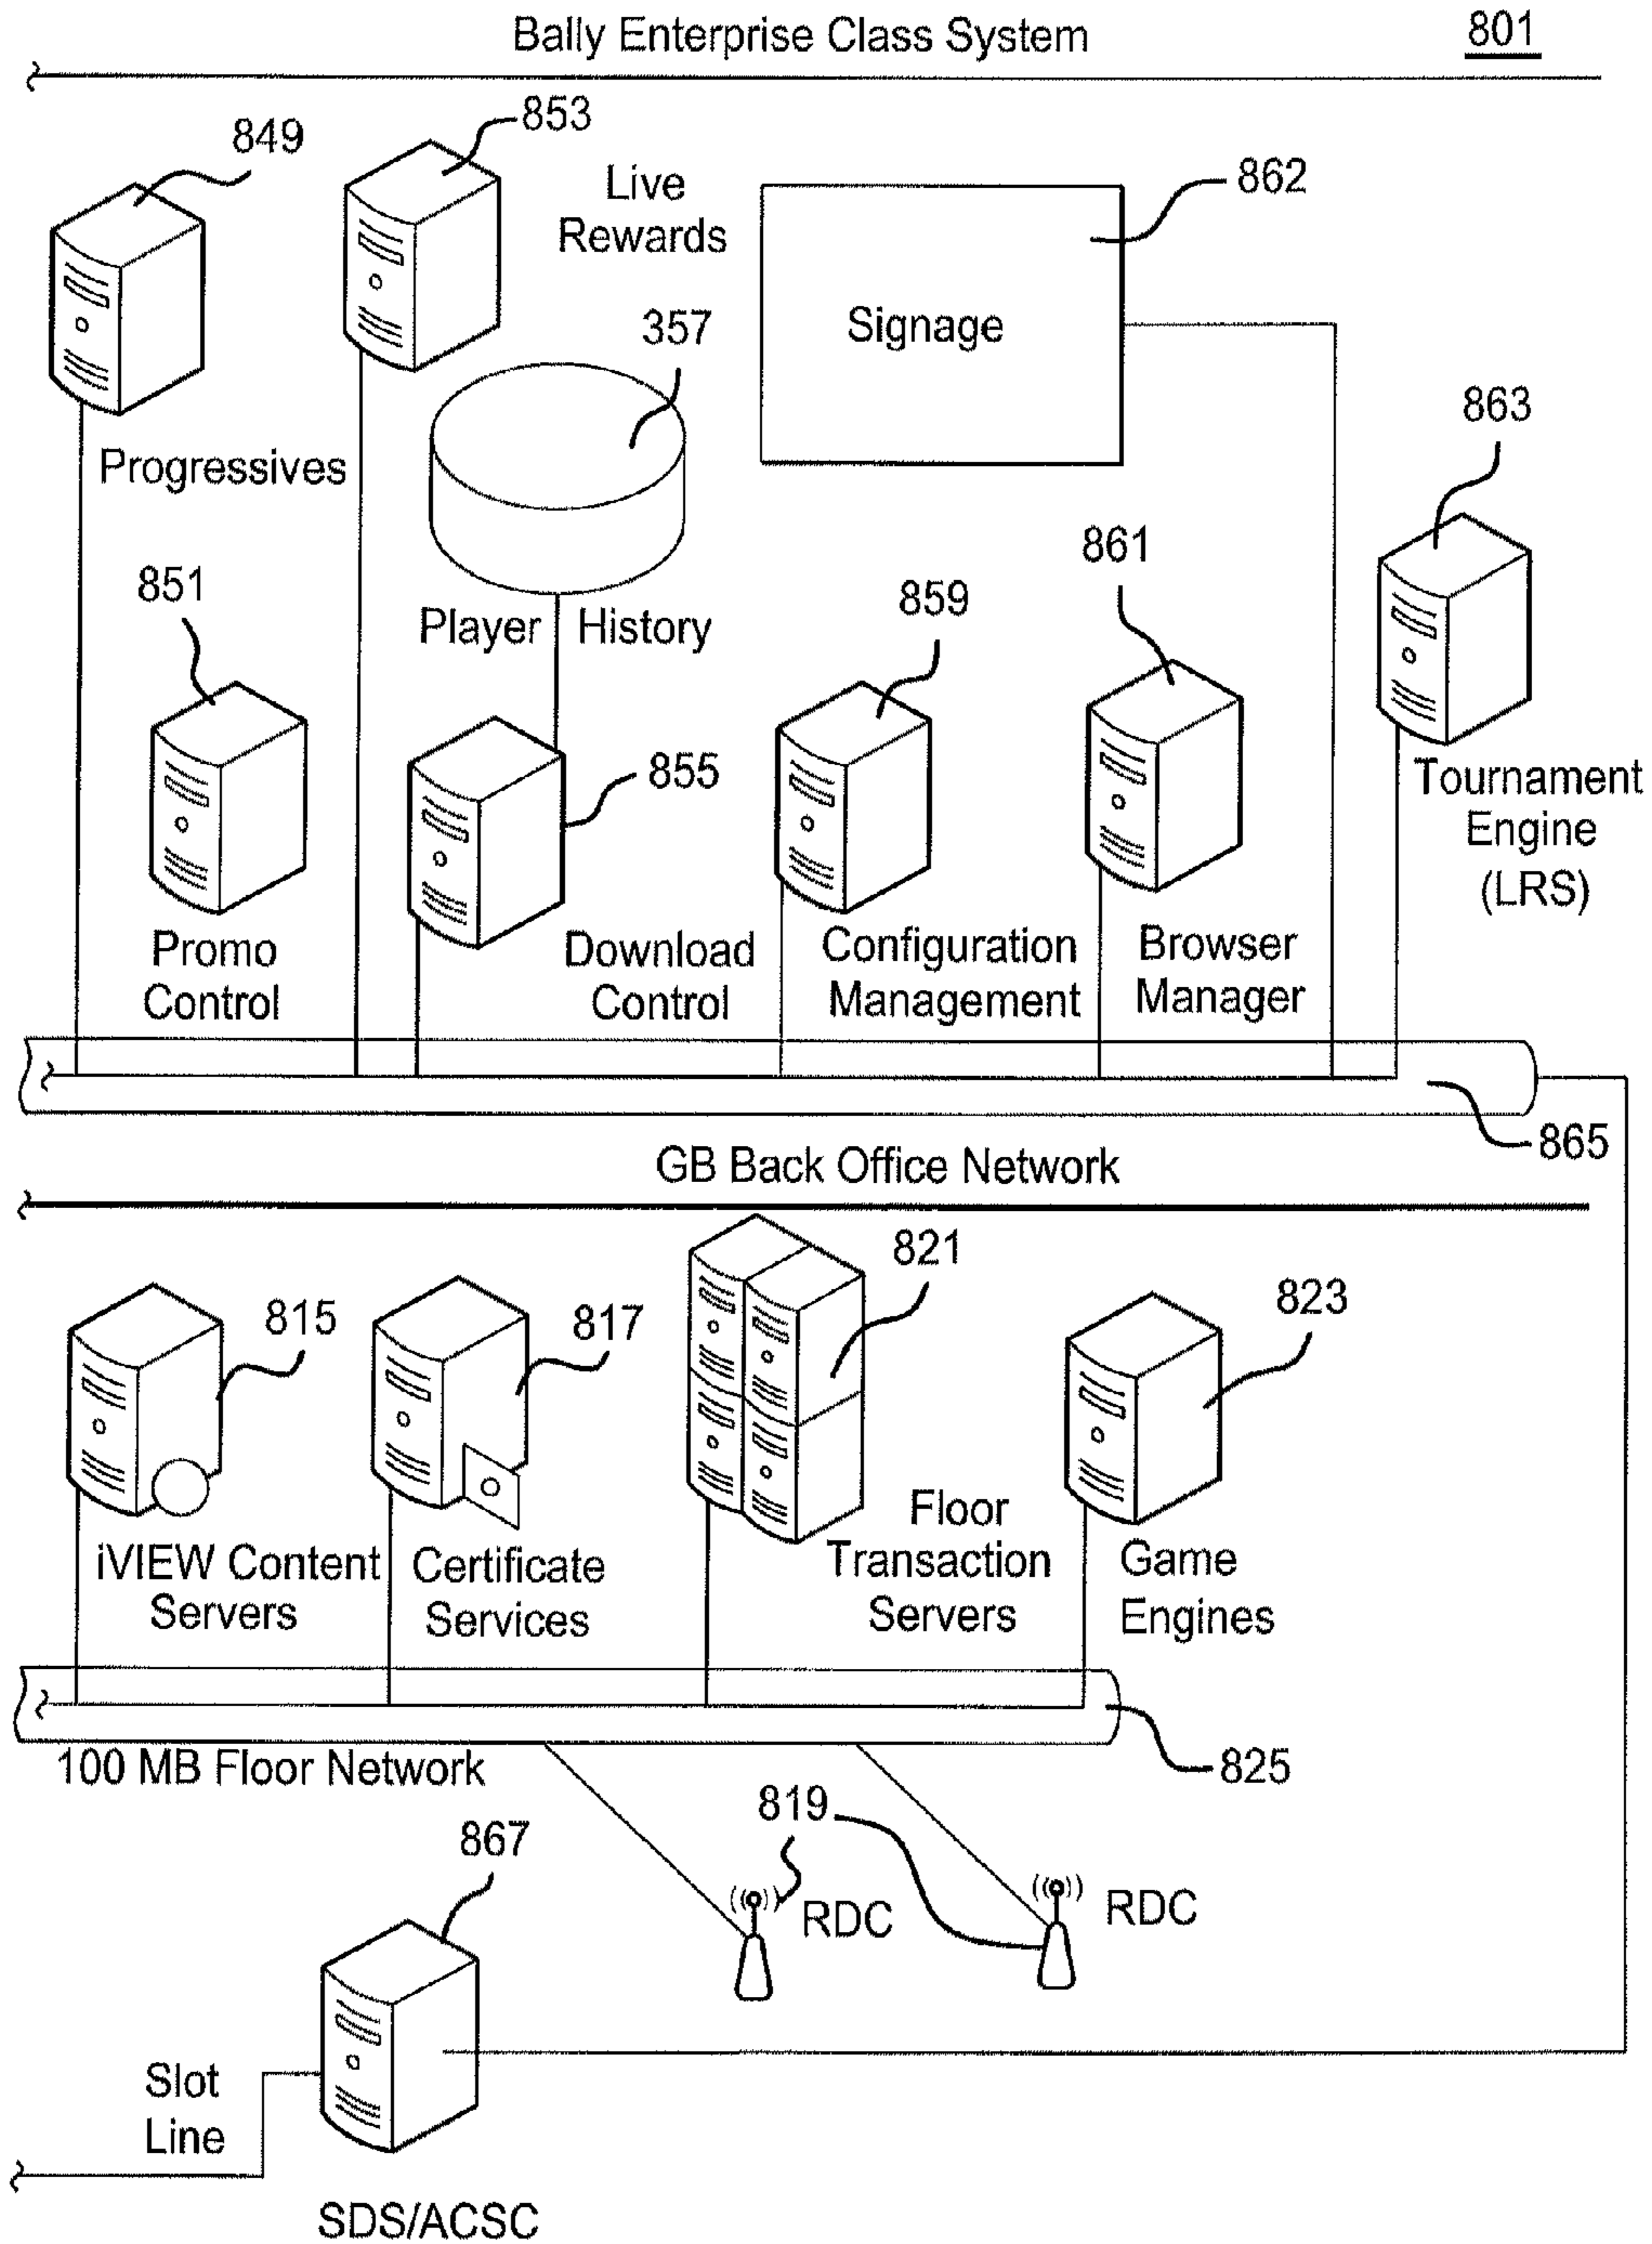 Bally Enterprise Class System
801
849
853
Live
Rewards
862
Signage
357
863
Progressives
861
851
859
Player History
855
Tournament
Engine
(LRS)
Promo
Control
Download
Control
Configuration
Management
Browser
Manager
865
GB Back Office Network
821
815
817
823
Floor
Transaction
Servers
iVIEW Content
Servers
Certificate
Services
Game
Engines
825
100 MB Floor Network
819
867
RDC
RDC
Slot
Line
SDS/ACSC